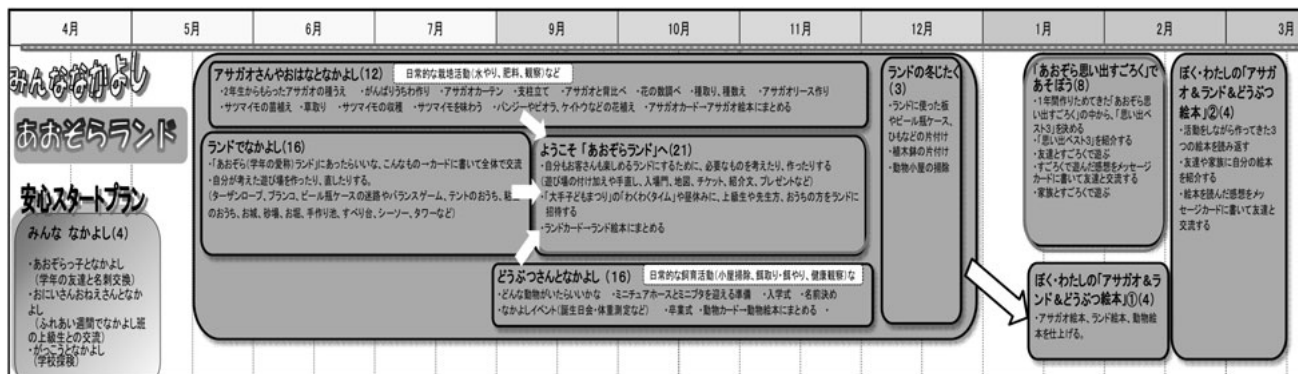 4月 5月 6月 7月 9月 10月 11月 12月 1月 2月 3月
みんななかよし
あおぞらランド
安心スタートプラン
みんな なかよし(4)
・あおぞらっ子となかよし
(学年の友達と名刺交換)
・おにいさんおねえさんとなか
よし
(ふれあい週間でなかよし班
の上級生との交流)
・がっこうとなかよし
(学校探検)
アサガオさんやおはなとなかよし(12)
日常的な栽培活動(水やり、肥料、観察)など
・2年生からもらったアサガオの種うえ ・がんばりうちわ作り ・アサガオカーテン ・支柱立て ・アサガオと背比べ ・花の数調べ ・種取り、種数え ・アサガオリース作り
・サツマイモの苗植え ・草取り ・サツマイモの収穫 ・サツマイモを味わう ・パンジーやビオラ、ケイトウなどの花植え ・アサガオカード→アサガオ絵本にまとめる
ランドでなかよし(16)
・「あおぞら(学年の愛称)ランド」にあったらいいな、こんなもの→カードに書いて全体で交流
・自分が考えた遊び場を作ったり、直したりする。
(ターザンロープ、ブランコ、ビール瓶ケースの迷路やバランスゲーム、テントのおうち、粘土
のおうち、お城、砂場、お坂、手作り池、すべり台、シーソー、タワーなど)
ようこそ「あおぞらランド」へ(21)
・自分もお客さんも楽しめるランドにするために、必要なものを考えたり、作ったりする
(遊び場の付け加えや手直し、入場門、地図、チケット、紹介文、プレゼントなど)
・「大手子どもまつり」の「わくわくタイム」や昼休みに、上級生や先生方、おうちの方をランドに
招待する
・ランドカード→ランド絵本にまとめる
どうぶつさんとなかよし(16)
日常的な飼育活動(小屋掃除、餌取り・餌やり、健康観察)な
・どんな動物がいたらいいかな ・ミニチュアホースとミニブタを迎える準備 ・入学式 ・名前決め
・なかよしイベント(誕生日会・体重測定など) ・卒業式 ・動物カード→動物絵本にまとめる ・
ランドの冬じたく
(3)
・ランドに使った板
やビール瓶ケース、
ひもなどの片付け
・植木鉢の片付け
・動物小屋の掃除
「あおぞら思い出すごろく」で
あそぼう(8)
・1年間作りためてきた「あおぞら思
い出すごろく」の中から、「思い出
ベスト3」を決める
・「思い出ベスト3」を紹介する
・友達とすごろくで遊ぶ
・すごろくで遊んだ感想をメッセージ
カードに書いて友達と交流する
・家族とすごろくで遊ぶ
ぼく・わたしの「アサガオ&ラ
ンド&どうぶつ絵本」①(4)
・アサガオ絵本、ランド絵本、動物絵
本を仕上げる。
ぼく・わたしの「アサガ
オ&ランド&どうぶつ
絵本」②(4)
・活動をしながら作ってきた3
つの絵本を読み返す
・友達や家族に自分の絵本
を紹介する
・絵本を読んだ感想をメッ
セージカードに書いて友達と
交流する